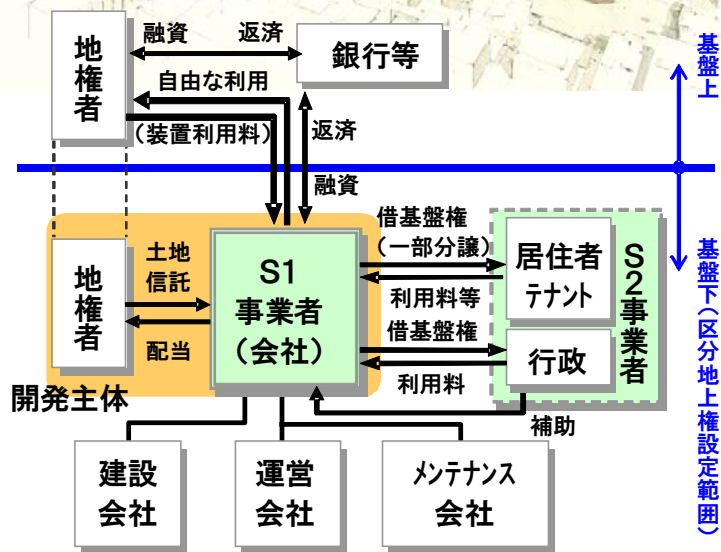 地権者
融資
返済
銀行等
自由な利用
(装置利用料)
返済
融資
基盤上
基盤下(区分地上権設定範囲)
地権者
土地
信託
配当
開発主体
S1
事業者
(会社)
借基盤権
(一部分譲)
利用料等
借基盤権
利用料
補助
居住者
テナント
行政
S2事業者
建設
会社
運営
会社
メンテナンス
会社